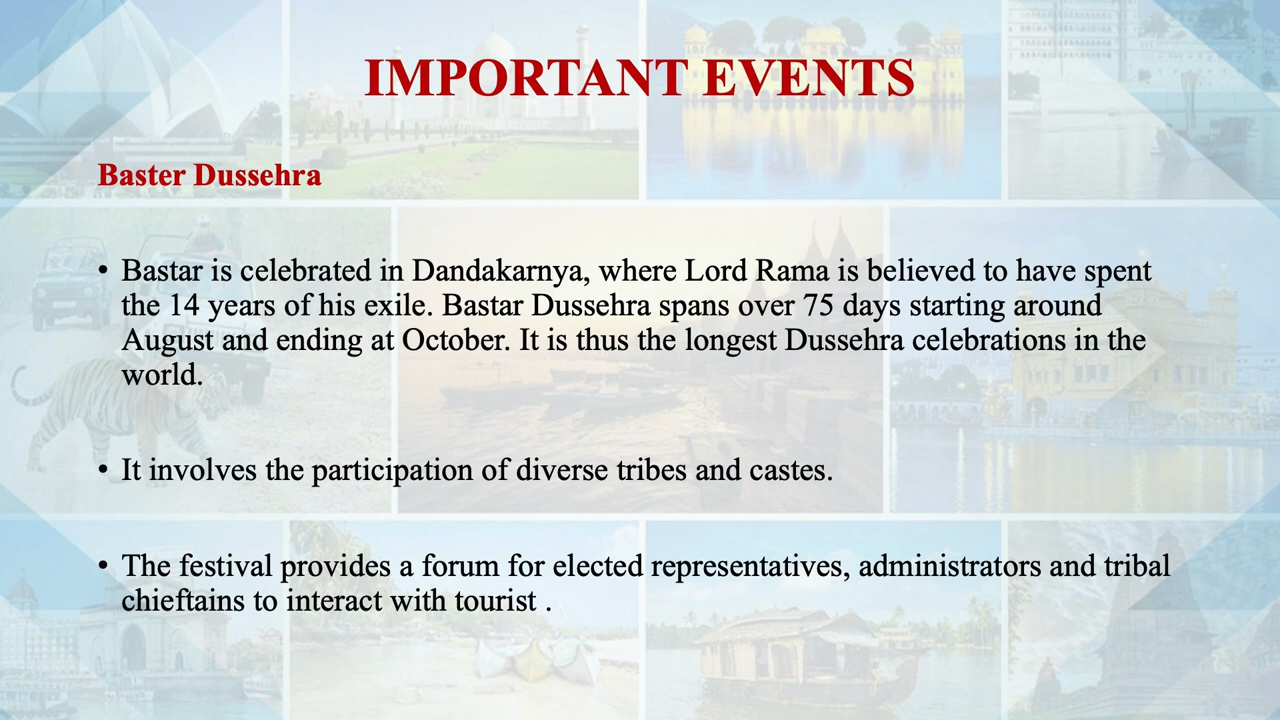 IMPORTANT EVENTS
Baster Dussehra
• Bastar is celebrated in Dandakarnya, where Lord Rama is believed to have spent
the 14 years of his exile. Bastar Dussehra spans over 75 days starting around
August and ending at October. It is thus the longest Dussehra celebrations in the
world.
• It involves the participation of diverse tribes and castes.
• The festival provides a forum for elected representatives, administrators and tribal
chieftains to interact with tourist .